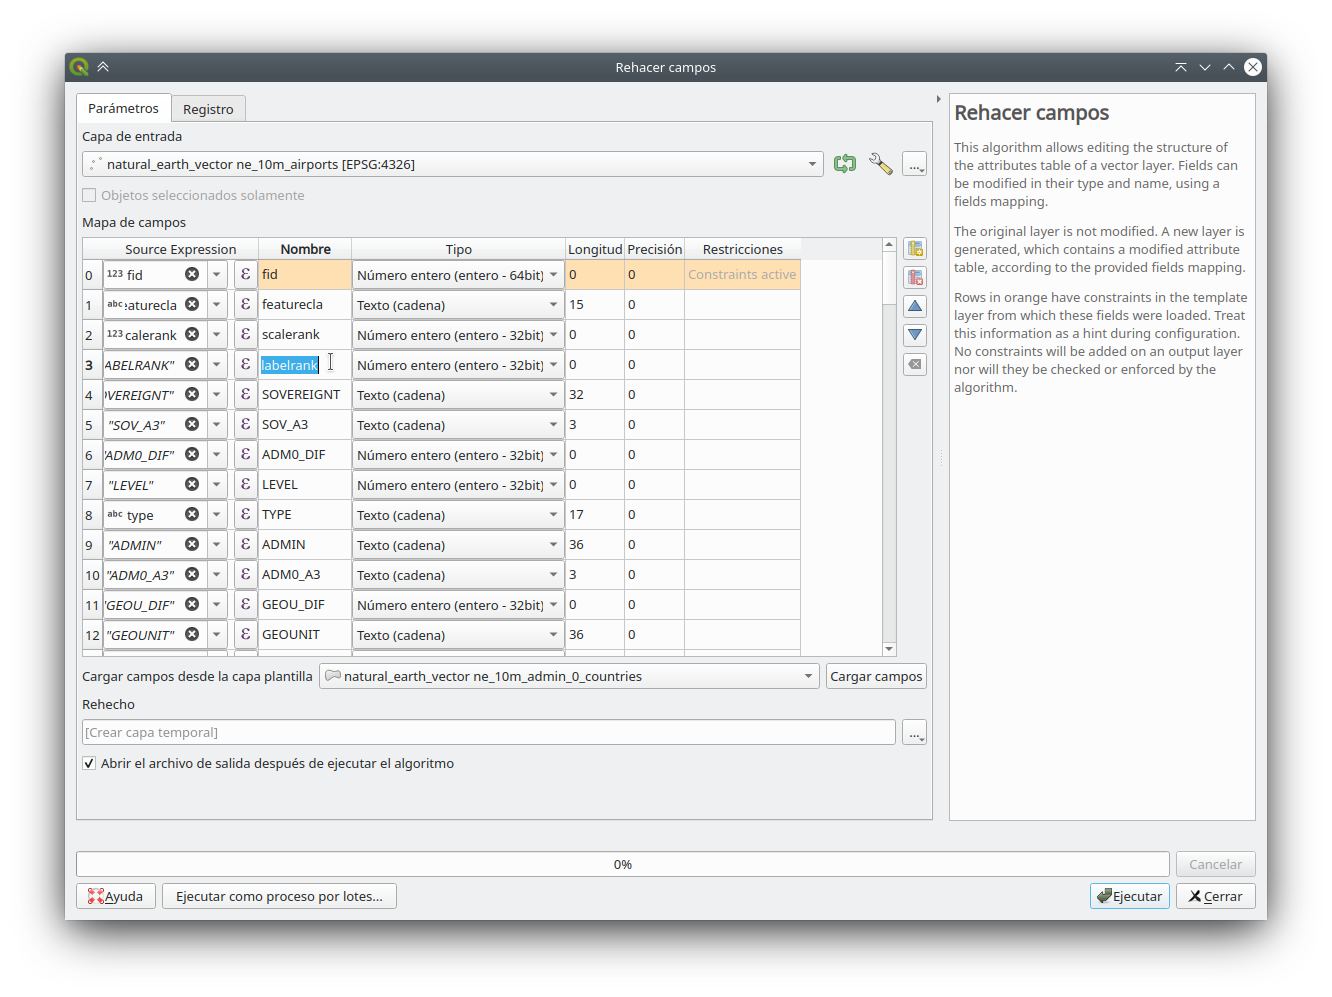 Rehacer campos
Parámetros
Registro
Capa de entrada
natural_earth_vector ne_10m_airports [EPSG:4326]
...
Objetos seleccionados solamente
Mapa de campos
Source Expression Nombre Tipo Longitud Precisión Restricciones
0 123 fid ε fid Número entero (entero - 64bit) 0 0 Constraints active
1 abc eaturecla ε featurecla Texto (cadena) 15 0
2 123 calerank ε scalerank Número entero (entero - 32bit) 0 0
3 ABELRANK" ε labelrank Número entero (entero - 32bit) 0 0
4 OVEREIGNT" ε SOVEREIGNT Texto (cadena) 32 0
5 "SOV_A3" ε SOV_A3 Texto (cadena) 3 0
6 "ADM0_DIF" ε ADM0_DIF Número entero (entero - 32bit) 0 0
7 "LEVEL" ε LEVEL Número entero (entero - 32bit) 0 0
8 abc type ε TYPE Texto (cadena) 17 0
9 "ADMIN" ε ADMIN Texto (cadena) 36 0
10 "ADM0_A3" ε ADM0_A3 Texto (cadena) 3 0
11 "GEOU_DIF" ε GEOU_DIF Número entero (entero - 32bit) 0 0
12 "GEOUNIT" ε GEOUNIT Texto (cadena) 36 0
Cargar campos desde la capa plantilla natural_earth_vector ne_10m_admin_0_countries Cargar campos
Rehecho
[Crear capa temporal]
...
Abrir el archivo de salida después de ejecutar el algoritmo
Rehacer campos
This algorithm allows editing the structure of
the attributes table of a vector layer. Fields can
be modified in their type and name, using a
fields mapping.
The original layer is not modified. A new layer is
generated, which contains a modified attribute
table, according to the provided fields mapping.
Rows in orange have constraints in the template
layer from which these fields were loaded. Treat
this information as a hint during configuration.
No constraints will be added on an output layer
nor will they be checked or enforced by the
algorithm.
0%
Cancelar
Ayuda
Ejecutar como proceso por lotes...
Ejecutar
Cerrar